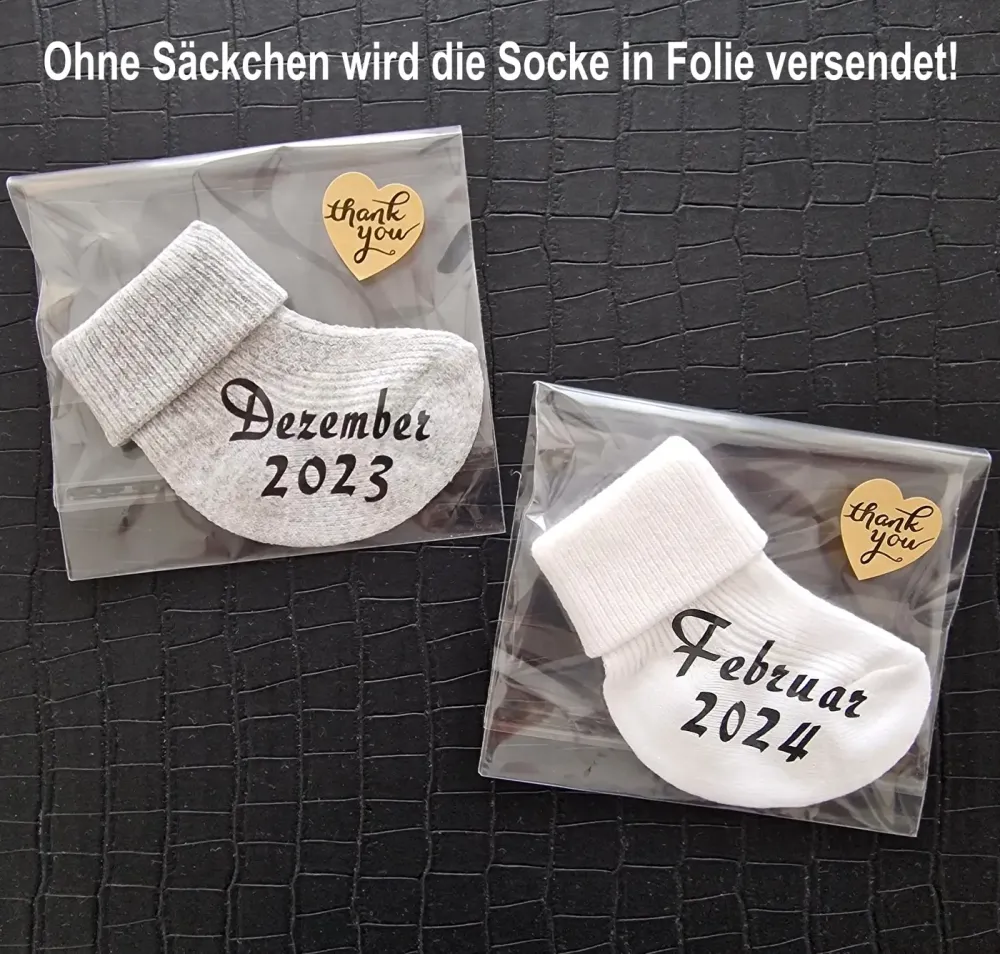 Ohne Säckchen wird die Socke in Folie versendet!
thank
you
Dezember
2023
thank
you
Februar
2024